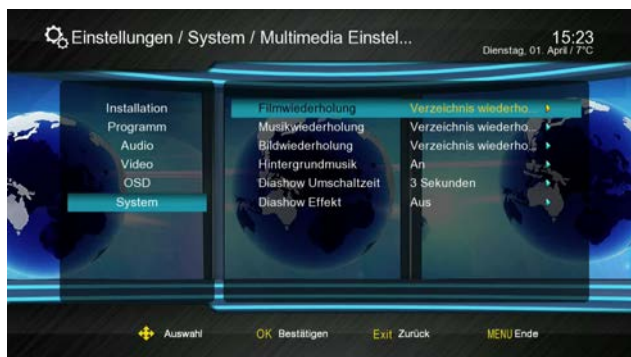 Einstellungen / System / Multimedia Einstel...
15:23
Dienstag, 01. April / 7°C
Installation
Programm
Audio
Video
OSD
System
Filmwiederholung Verzeichnis wiederho...
Musikwiederholung Verzeichnis wiederho...
Bildwiederholung Verzeichnis wiederho...
Hintergrundmusik An
Diashow Umschaltzeit 3 Sekunden
Diashow Effekt Aus
Auswahl OK Bestätigen Exit Zurück MENU Ende